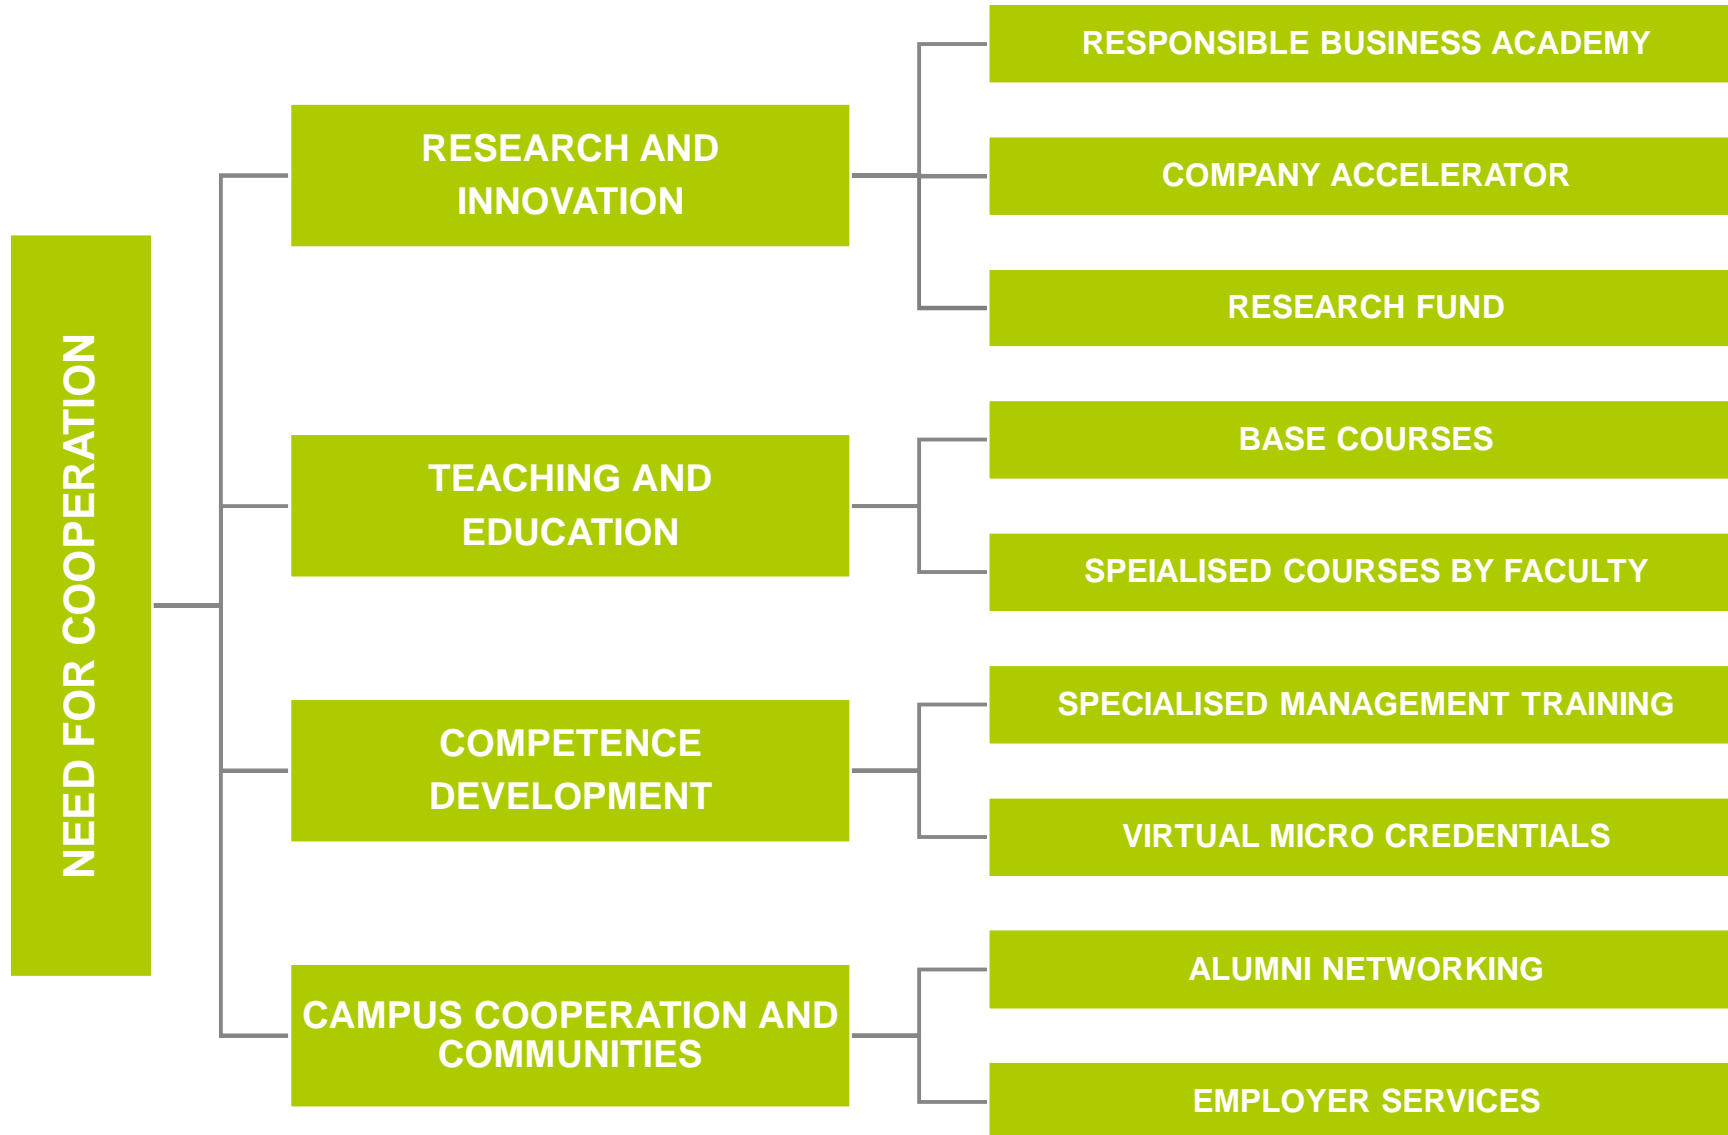 NEED FOR COOPERATION
RESEARCH AND
INNOVATION
RESPONSIBLE BUSINESS ACADEMY
COMPANY ACCELERATOR
RESEARCH FUND
TEACHING AND
EDUCATION
BASE COURSES
SPEIALISED COURSES BY FACULTY
COMPETENCE
DEVELOPMENT
SPECIALISED MANAGEMENT TRAINING
VIRTUAL MICRO CREDENTIALS
CAMPUS COOPERATION AND
COMMUNITIES
ALUMNI NETWORKING
EMPLOYER SERVICES